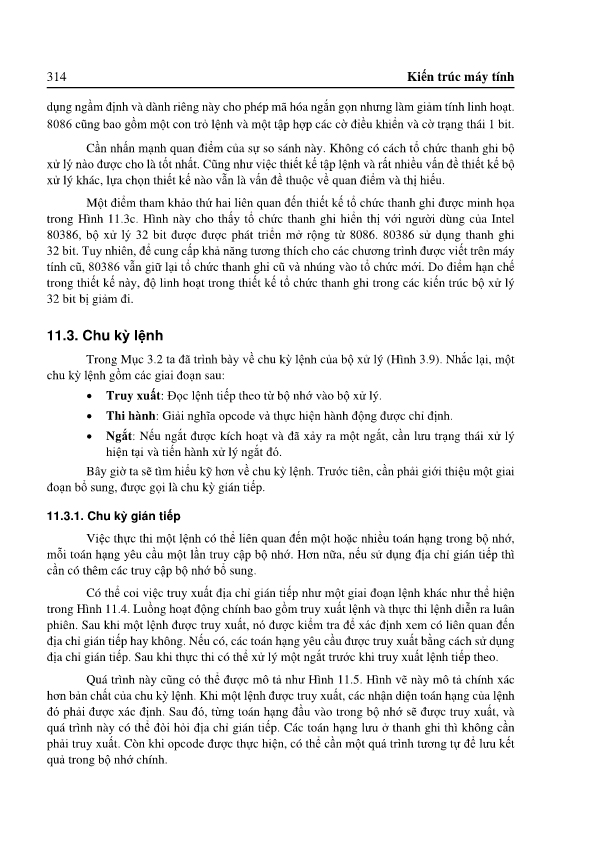 314 Kiến trúc máy tính
dụng ngầm định và dành riêng này cho phép mã hóa ngắn gọn nhưng làm giảm tính linh hoạt.
8086 cũng bao gồm một con trỏ lệnh và một tập hợp các cờ điều khiển và cờ trạng thái 1 bit.
Cần nhấn mạnh quan điểm của sự so sánh này. Không có cách tổ chức thanh ghi bộ
xử lý nào được cho là tốt nhất. Cũng như việc thiết kế tập lệnh và rất nhiều vấn đề thiết kế bộ
xử lý khác, lựa chọn thiết kế nào vẫn là vấn đề thuộc về quan điểm và thị hiếu.
Một điểm tham khảo thứ hai liên quan đến thiết kế tổ chức thanh ghi được minh họa
trong Hình 11.3c. Hình này cho thấy tổ chức thanh ghi hiển thị với người dùng của Intel
80386, bộ xử lý 32 bit được được phát triển mở rộng từ 8086. 80386 sử dụng thanh ghi
32 bit. Tuy nhiên, để cung cấp khả năng tương thích cho các chương trình được viết trên máy
tính cũ, 80386 vẫn giữ lại tổ chức thanh ghi cũ và nhúng vào tổ chức mới. Do điểm hạn chế
trong thiết kế này, độ linh hoạt trong thiết kế tổ chức thanh ghi trong các kiến trúc bộ xử lý
32 bit bị giảm đi.
11.3. Chu kỳ lệnh
Trong Mục 3.2 ta đã trình bày về chu kỳ lệnh của bộ xử lý (Hình 3.9). Nhắc lại, một
chu kỳ lệnh gồm các giai đoạn sau:
• Truy xuất: Đọc lệnh tiếp theo từ bộ nhớ vào bộ xử lý.
• Thi hành: Giải nghĩa opcode và thực hiện hành động được chỉ định.
• Ngắt: Nếu ngắt được kích hoạt và đã xảy ra một ngắt, cần lưu trạng thái xử lý
hiện tại và tiến hành xử lý ngắt đó.
Bây giờ ta sẽ tìm hiểu kỹ hơn về chu kỳ lệnh. Trước tiên, cần phải giới thiệu một giai
đoạn bổ sung, được gọi là chu kỳ gián tiếp.
11.3.1. Chu kỳ gián tiếp
Việc thực thi một lệnh có thể liên quan đến một hoặc nhiều toán hạng trong bộ nhớ,
mỗi toán hạng yêu cầu một lần truy cập bộ nhớ. Hơn nữa, nếu sử dụng địa chỉ gián tiếp thì
cần có thêm các truy cập bộ nhớ bổ sung.
Có thể coi việc truy xuất địa chỉ gián tiếp như một giai đoạn lệnh khác như thể hiện
trong Hình 11.4. Luồng hoạt động chính bao gồm truy xuất lệnh và thực thi lệnh diễn ra luân
phiên. Sau khi một lệnh được truy xuất, nó được kiểm tra để xác định xem có liên quan đến
địa chỉ gián tiếp hay không. Nếu có, các toán hạng yêu cầu được truy xuất bằng cách sử dụng
địa chỉ gián tiếp. Sau khi thực thi có thể xử lý một ngắt trước khi truy xuất lệnh tiếp theo.
Quá trình này cũng có thể được mô tả như Hình 11.5. Hình vẽ này mô tả chính xác
hơn bản chất của chu kỳ lệnh. Khi một lệnh được truy xuất, các nhận diện toán hạng của lệnh
đó phải được xác định. Sau đó, từng toán hạng đầu vào trong bộ nhớ sẽ được truy xuất, và
quá trình này có thể đòi hỏi địa chỉ gián tiếp. Các toán hạng lưu ở thanh ghi thì không cần
phải truy xuất. Còn khi opcode được thực hiện, có thể cần một quá trình tương tự để lưu kết
quả trong bộ nhớ chính.